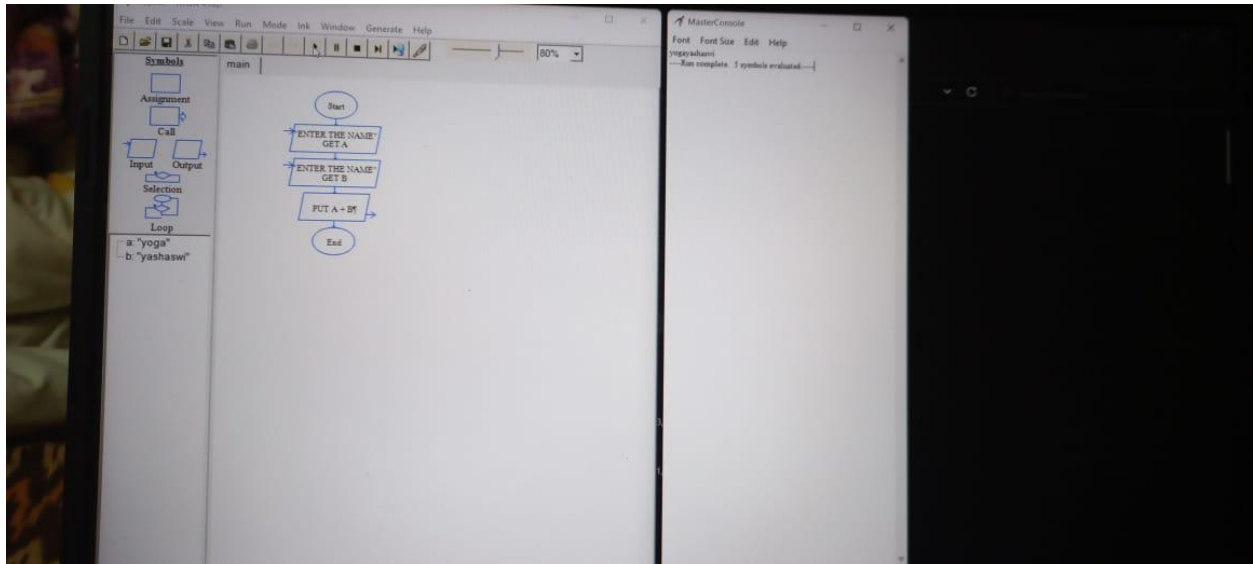 File Edit Scale View Run Mode Ink Window Generate Help
80%
Symbols
Assignment
Call
Input Output
Selection
Loop
a: "yoga"
b: "yashaswi"
main
Start
ENTER THE NAME"
GET A
ENTER THE NAME"
GET B
PUT A + B¶
End
MasterConsole
Font Font Size Edit Help
yogayashaswi
----Run complete. 5 symbols evaluated.----